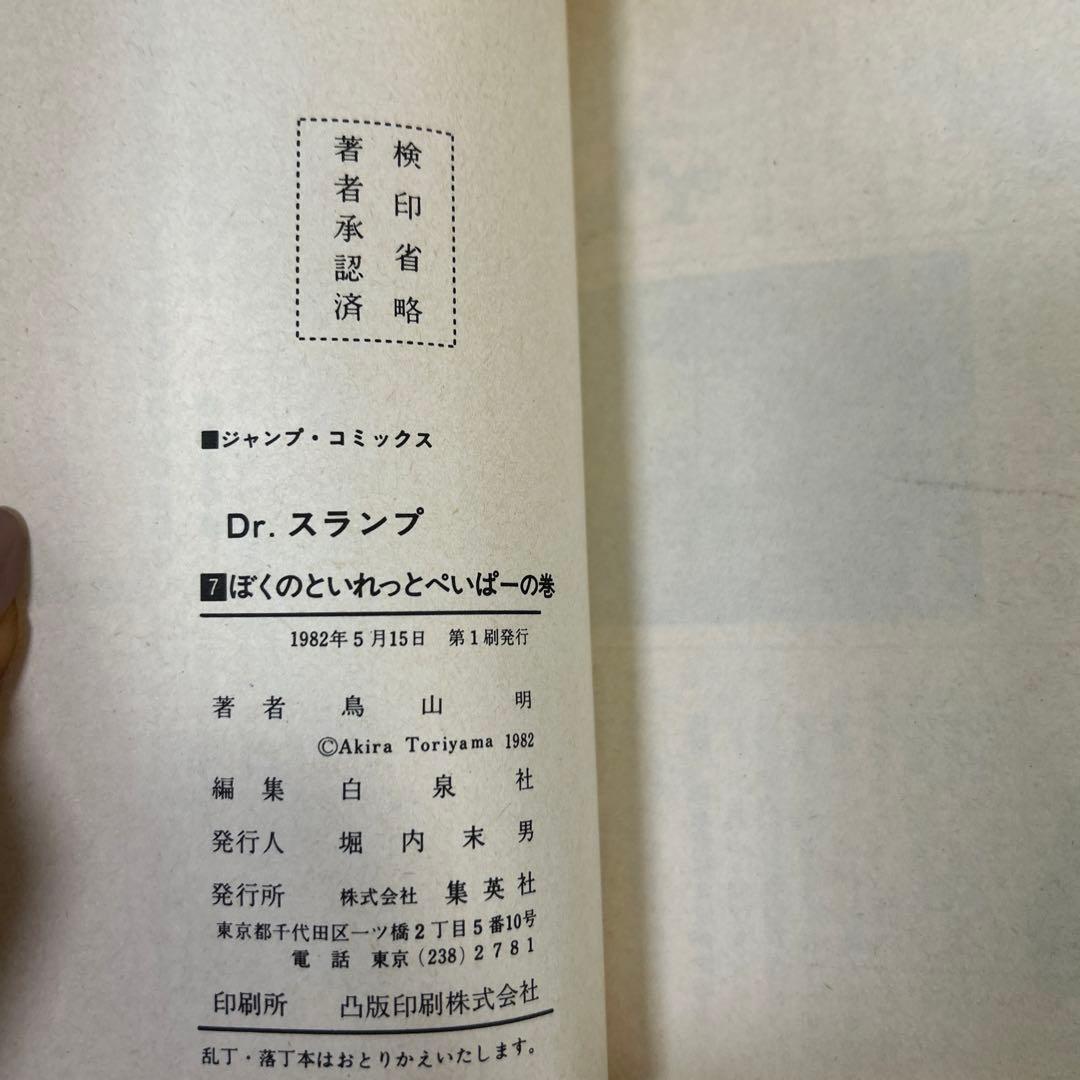 検印省略
著者承認済
■ジャンプ・コミックス
Dr.スランプ
7ぼくのといれっとぺいぱーの巻
1982年5月15日 第1刷発行
著者 鳥山明
©Akira Toriyama 1982
編集 白泉社
発行人 堀内末男
発行所 株式会社 集英社
東京都千代田区一ツ橋2丁目5番10号
電話 東京(238)2781
印刷所 凸版印刷株式会社
乱丁・落丁本はおとりかえいたします。